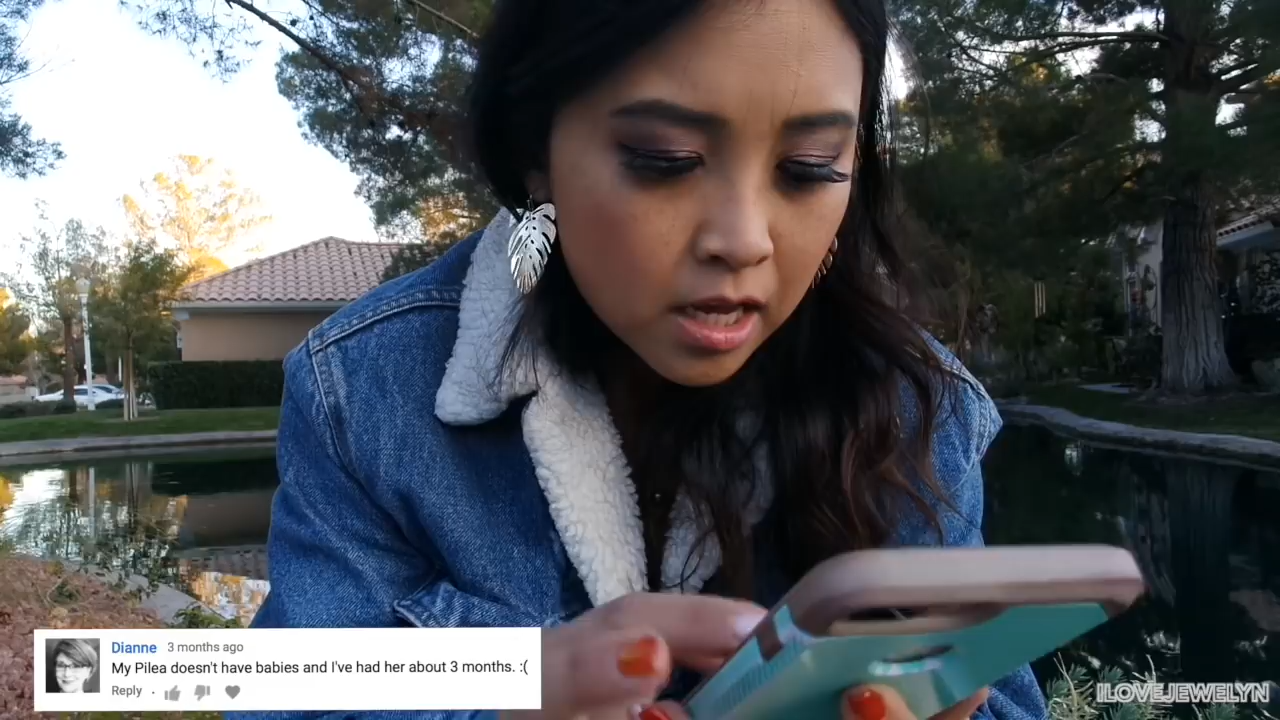 Dianne 3 months ago
My Pilea doesn't have babies and I've had her about 3 months. :(
Reply
ILOVEJEWELYN